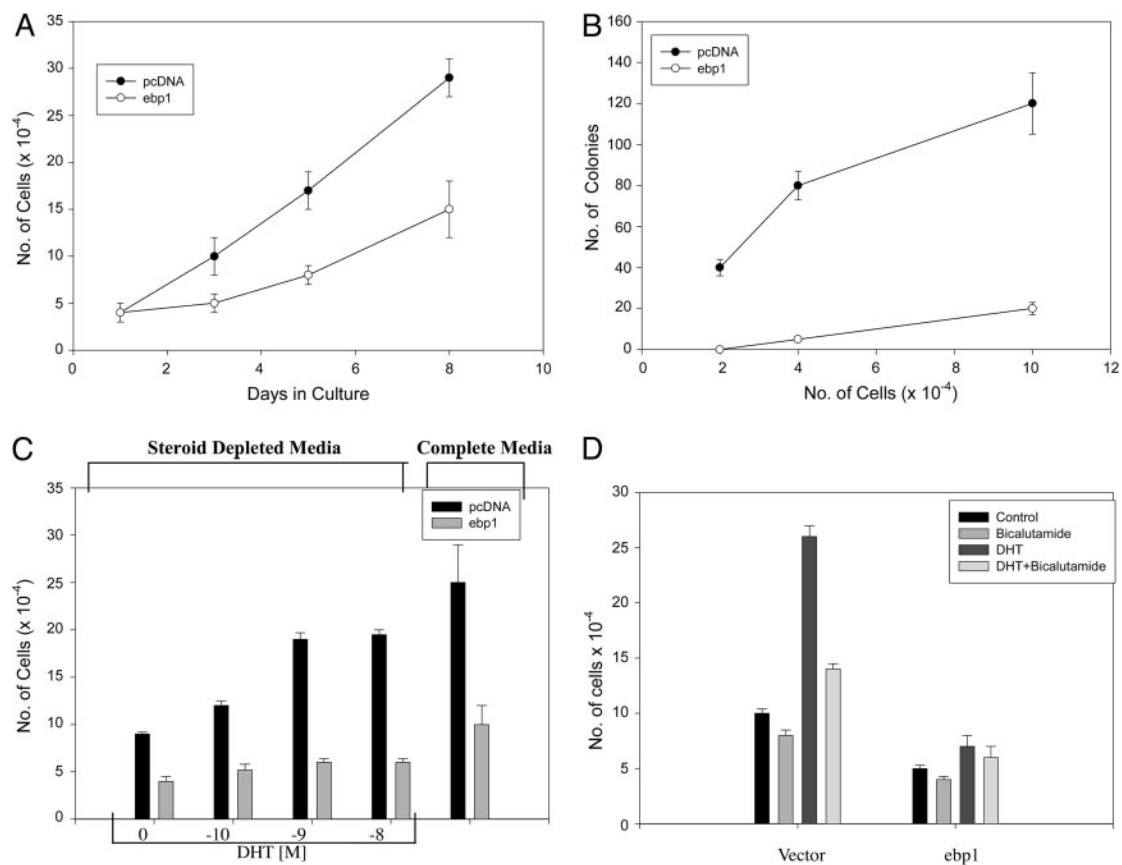 A
35
30
25
20
15
10
5
0
No. of Cells (x 10⁻⁴)
pcDNA
ebp1
0 2 4 6 8 10
Days in Culture
B
160
140
120
100
80
60
40
20
0
No. of Colonies
pcDNA
ebp1
0 2 4 6 8 10 12
No. of Cells (x 10⁻⁴)
C
Steroid Depleted Media
Complete Media
35
30
25
20
15
10
5
0
No. of Cells (x 10⁻⁴)
pcDNA
ebp1
0 -10 -9 -8
DHT [M]
D
30
25
20
15
10
5
0
No. of cells x 10⁻⁴
Control
Bicalutamide
DHT
DHT+Bicalutamide
Vector ebp1